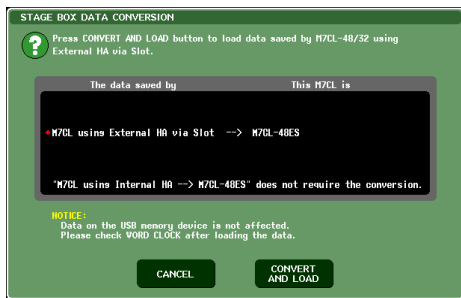 STAGE BOX DATA CONVERSION
Press CONVERT AND LOAD button to load data saved by M7CL-48/32 using
External HA via Slot.
The data saved by This M7CL is
*M7CL using External HA via Slot --> M7CL-48ES
"M7CL using Internal HA --> M7CL-48ES" does not require the conversion.
NOTICE:
Data on the USB memory device is not affected.
Please check WORD CLOCK after loading the data.
CANCEL
CONVERT
AND LOAD